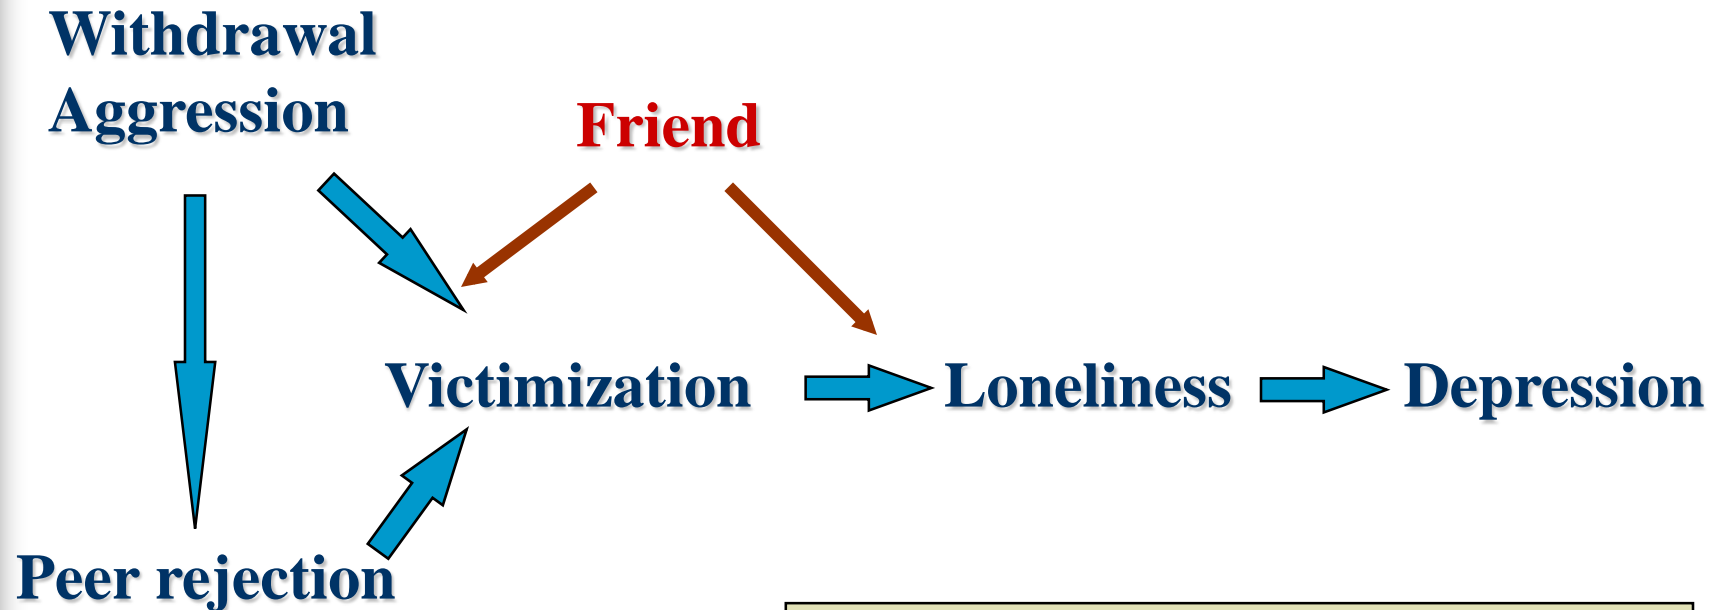 Withdrawal
Aggression
Friend
Victimization
Loneliness
Depression
Peer rejection